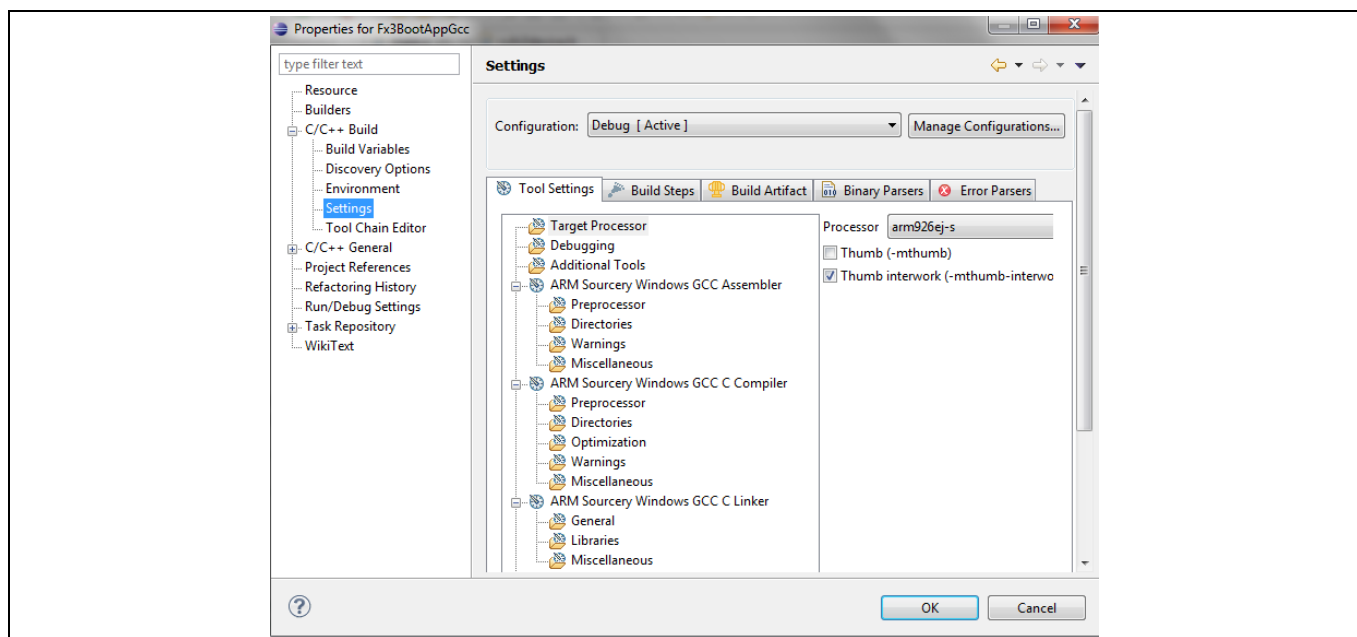 Properties for Fx3BootAppGcc
type filter text
Resource
Builders
C/C++ Build
Build Variables
Discovery Options
Environment
Settings
Tool Chain Editor
C/C++ General
Project References
Refactoring History
Run/Debug Settings
Task Repository
WikiText
Settings
Configuration: Debug [ Active ] Manage Configurations...
Tool Settings Build Steps Build Artifact Binary Parsers Error Parsers
Target Processor
Debugging
Additional Tools
ARM Sourcery Windows GCC Assembler
Preprocessor
Directories
Warnings
Miscellaneous
ARM Sourcery Windows GCC C Compiler
Preprocessor
Directories
Optimization
Warnings
Miscellaneous
ARM Sourcery Windows GCC C Linker
General
Libraries
Miscellaneous
Processor arm926ej-s
Thumb (-mthumb)
Thumb interwork (-mthumb-interwo
OK Cancel